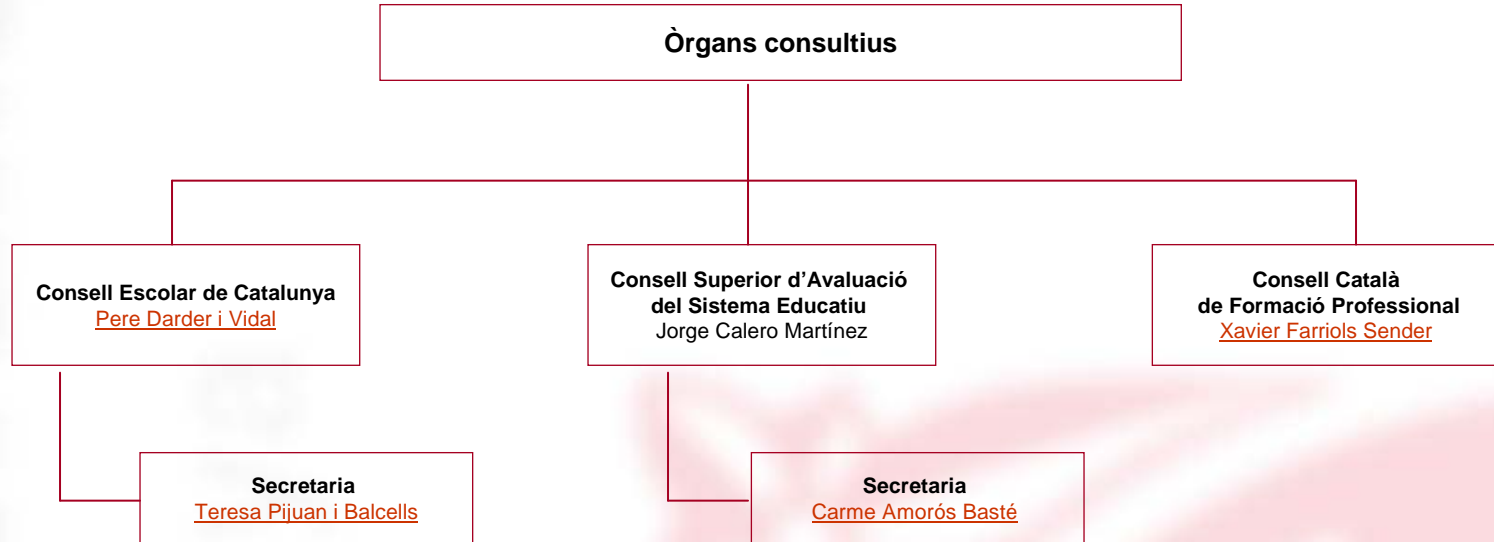 Òrgans consultius
Consell Escolar de Catalunya
Pere Darder i Vidal
Consell Superior d'Avaluació
del Sistema Educatiu
Jorge Calero Martínez
Consell Català
de Formació Professional
Xavier Farriols Sender
Secretaria
Teresa Pijuan i Balcells
Secretaria
Carme Amorós Basté